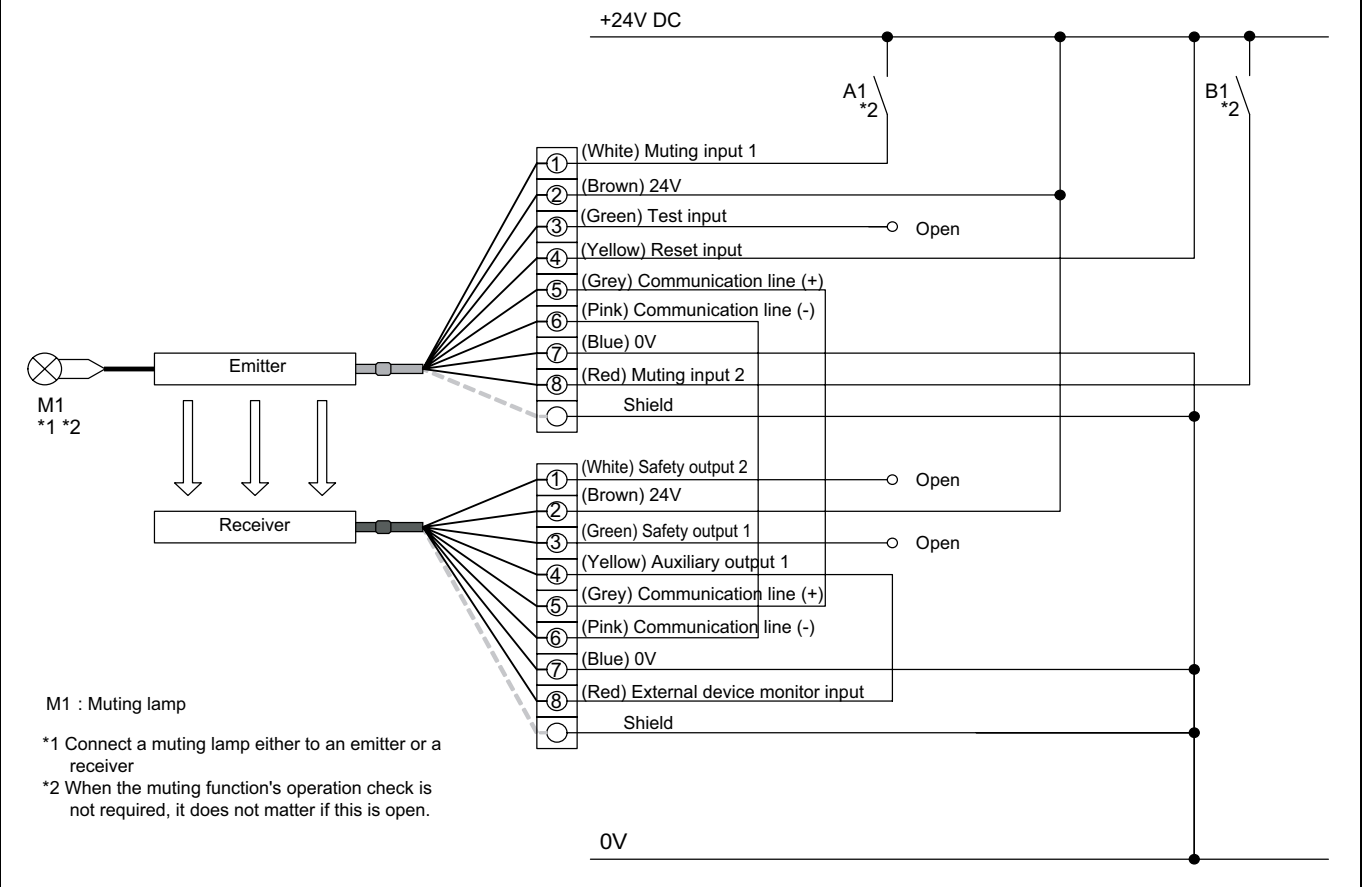 +24V DC
A1
*2
B1
*2
① (White) Muting input 1
② (Brown) 24V
③ (Green) Test input
Open
④ (Yellow) Reset input
⑤ (Grey) Communication line (+)
⑥ (Pink) Communication line (-)
⑦ (Blue) 0V
⑧ (Red) Muting input 2
Shield
Emitter
M1
*1 *2
① (White) Safety output 2
Open
② (Brown) 24V
③ (Green) Safety output 1
Open
④ (Yellow) Auxiliary output 1
⑤ (Grey) Communication line (+)
⑥ (Pink) Communication line (-)
⑦ (Blue) 0V
⑧ (Red) External device monitor input
Shield
Receiver
M1 : Muting lamp
*1 Connect a muting lamp either to an emitter or a
receiver
*2 When the muting function's operation check is
not required, it does not matter if this is open.
0V